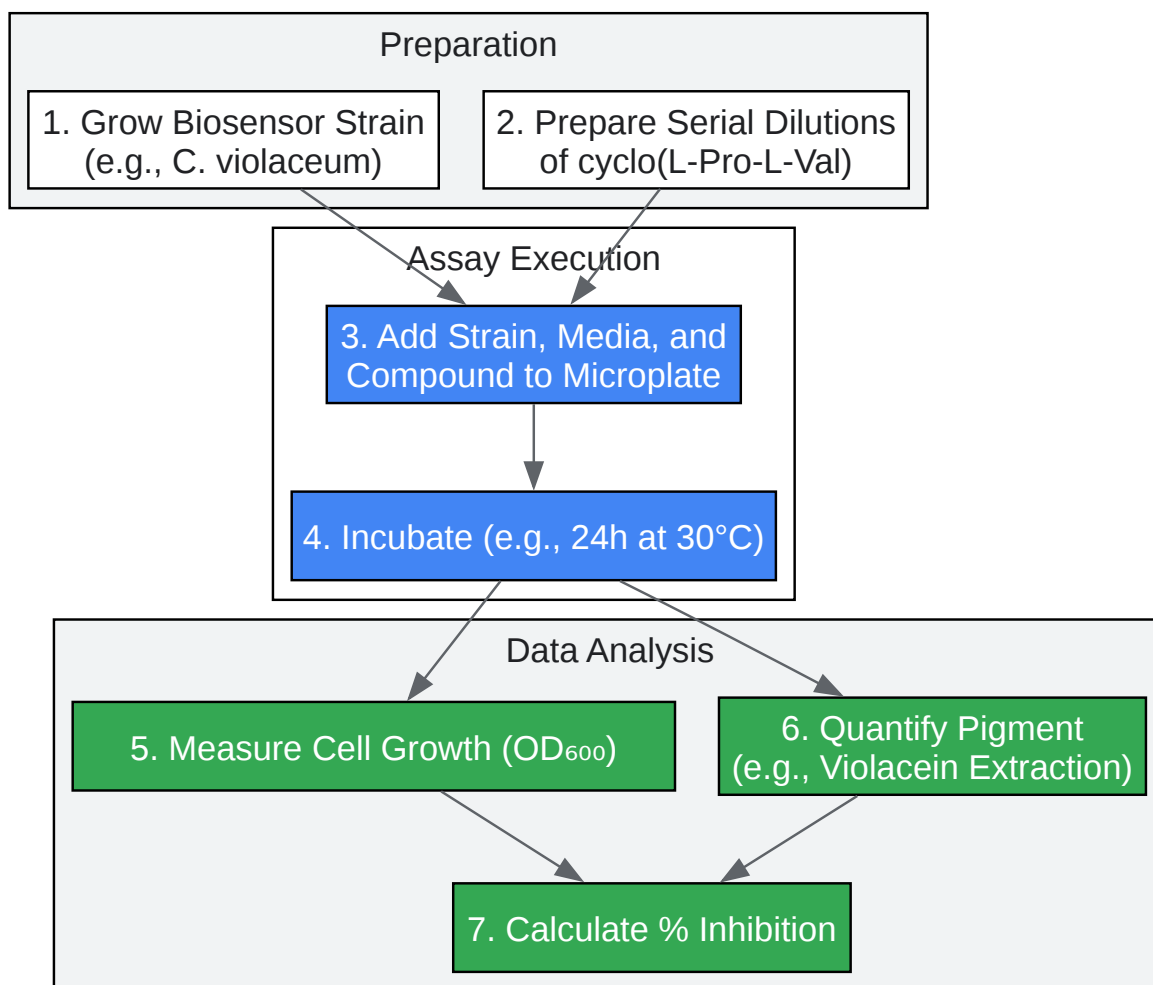 Preparation
1. Grow Biosensor Strain
(e.g., C. violaceum)
2. Prepare Serial Dilutions
of cyclo(L-Pro-L-Val)
Assay Execution
3. Add Strain, Media, and
Compound to Microplate
4. Incubate (e.g., 24h at 30°C)
Data Analysis
5. Measure Cell Growth (OD₆₀₀)
6. Quantify Pigment
(e.g., Violacein Extraction)
7. Calculate % Inhibition